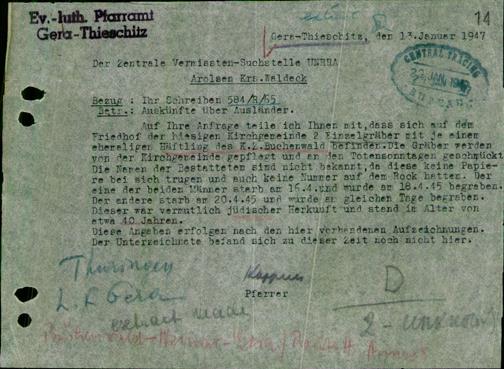 Ev.-luth. Pfarramt
Gera-Thieschitz
14
Gera-Thieschitz, den 13.Januar 1947
CENTRAL TRACING
JAN 1947
Der Zentrale Vermissten-Suchstelle UNRRA
Arolsen Krs.Waldeck
Bezug : Ihr Schreiben 584/R/55
Betr.: Auskünfte über Ausländer.
Auf Ihre Anfrage teile ich Ihnen mit,dass sich auf dem
Friedhof der hiesigen Kirchgemeinde 2 Einzelgräber mit je einem
ehemaligen Häftling des K.Z.Buchenwald befinden.Die Gräber werden
von der Kirchgemeinde gepflegt und an den Totensonntagen geschmückt.
Die Namen der Bestatteten sind nicht bekannt,da diese keine Papie-
re bei sich trugen und auch keine Nummer auf dem Rock hatten. Der
eine der beiden Männer starb am 16.4.und wurde am 18.4.45 begraben.
Der andere starb am 20.4.45 und wurde am gleichen Tage begraben.
Dieser war vermutlich jüdischer Herkunft und stand im Alter von
etwa 40 Jahren.
Diese Angaben erfolgen nach den hier vorhandenen Aufzeichnungen.
Der Unterzeichnete befand sich zu dieser Zeit noch nicht hier.
Thüringen
Pfarrer
D
L. K Gera
extract made
2 - unknown
Buchenwald-Weimar-Gera